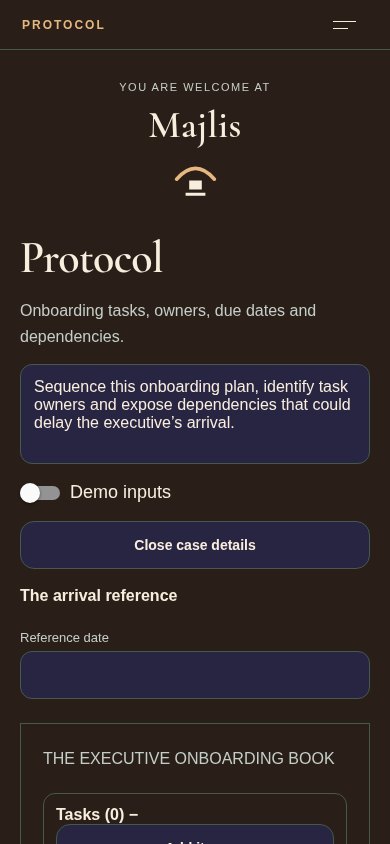 PROTOCOL
YOU ARE WELCOME AT
Majlis
Protocol
Onboarding tasks, owners, due dates and
dependencies.
Sequence this onboarding plan, identify task
owners and expose dependencies that could
delay the executive’s arrival.
Demo inputs
Close case details
The arrival reference
Reference date
THE EXECUTIVE ONBOARDING BOOK
Tasks (0) −